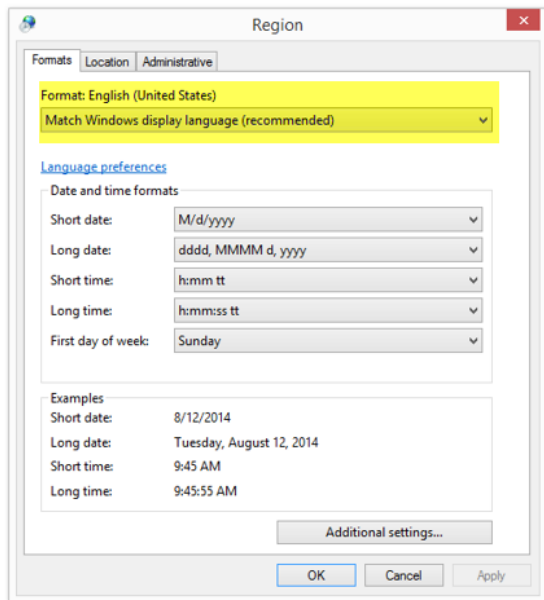 Region
Formats Location Administrative
Format: English (United States)
Match Windows display language (recommended)
Language preferences
Date and time formats
Short date: M/d/yyyy
Long date: dddd, MMMM d, yyyy
Short time: h:mm tt
Long time: h:mm:ss tt
First day of week: Sunday
Examples
Short date: 8/12/2014
Long date: Tuesday, August 12, 2014
Short time: 9:45 AM
Long time: 9:45:55 AM
Additional settings...
OK Cancel Apply